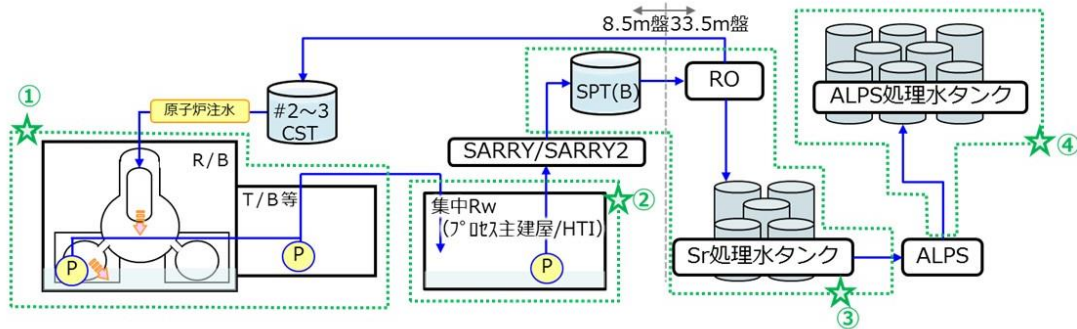 8.5m盤33.5m盤
①
原子炉注水
#2～3
CST
SPT(B)
RO
ALPS処理水タンク
④
R/B
T/B等
SARRY/SARRY2
②
集中Rw
(ﾌﾟﾛｾｽ主建屋/HTI)
P
P
P
Sr処理水タンク
ALPS
③